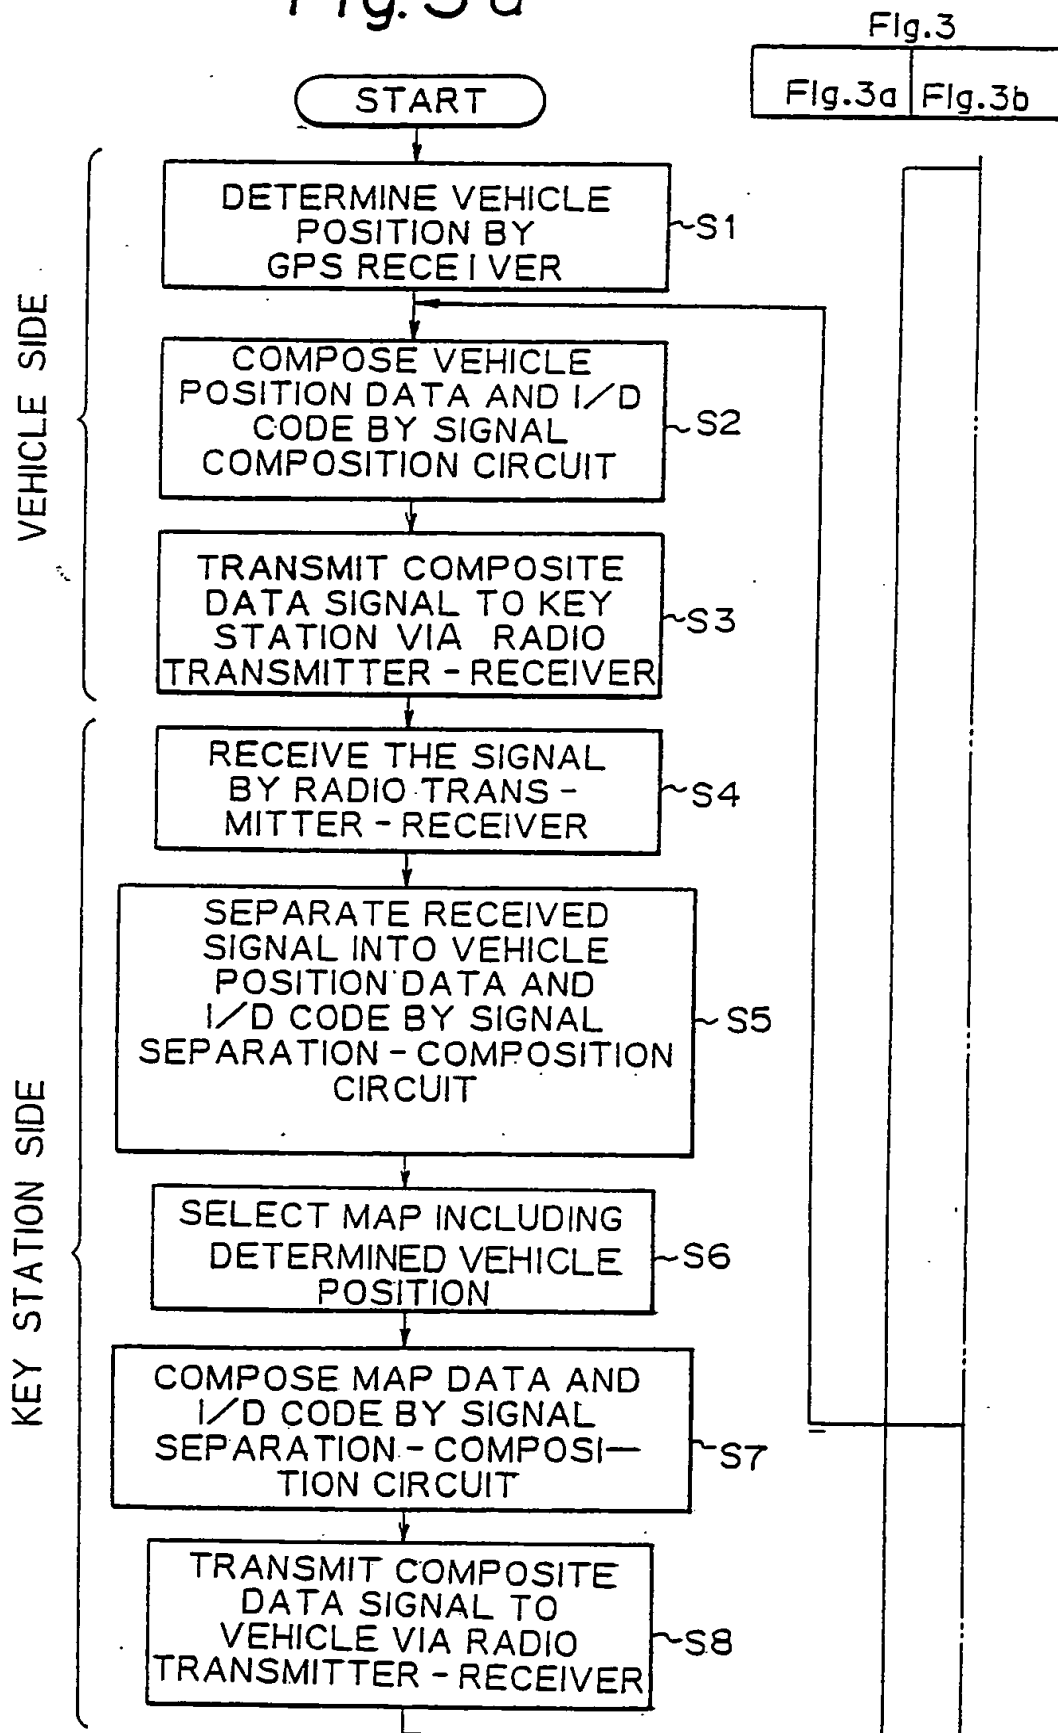 Fig. 3a
Fig.3
Fig.3a
Fig.3b
START
VEHICLE SIDE
DETERMINE VEHICLE
POSITION BY
GPS RECEIVER
S1
COMPOSE VEHICLE
POSITION DATA AND I/D
CODE BY SIGNAL
COMPOSITION CIRCUIT
S2
TRANSMIT COMPOSITE
DATA SIGNAL TO KEY
STATION VIA RADIO
TRANSMITTER-RECEIVER
S3
KEY STATION SIDE
RECEIVE THE SIGNAL
BY RADIO TRANS-
MITTER-RECEIVER
S4
SEPARATE RECEIVED
SIGNAL INTO VEHICLE
POSITION DATA AND
I/D CODE BY SIGNAL
SEPARATION-COMPOSITION
CIRCUIT
S5
SELECT MAP INCLUDING
DETERMINED VEHICLE
POSITION
S6
COMPOSE MAP DATA AND
I/D CODE BY SIGNAL
SEPARATION-COMPOSI-
TION CIRCUIT
S7
TRANSMIT COMPOSITE
DATA SIGNAL TO
VEHICLE VIA RADIO
TRANSMITTER-RECEIVER
S8